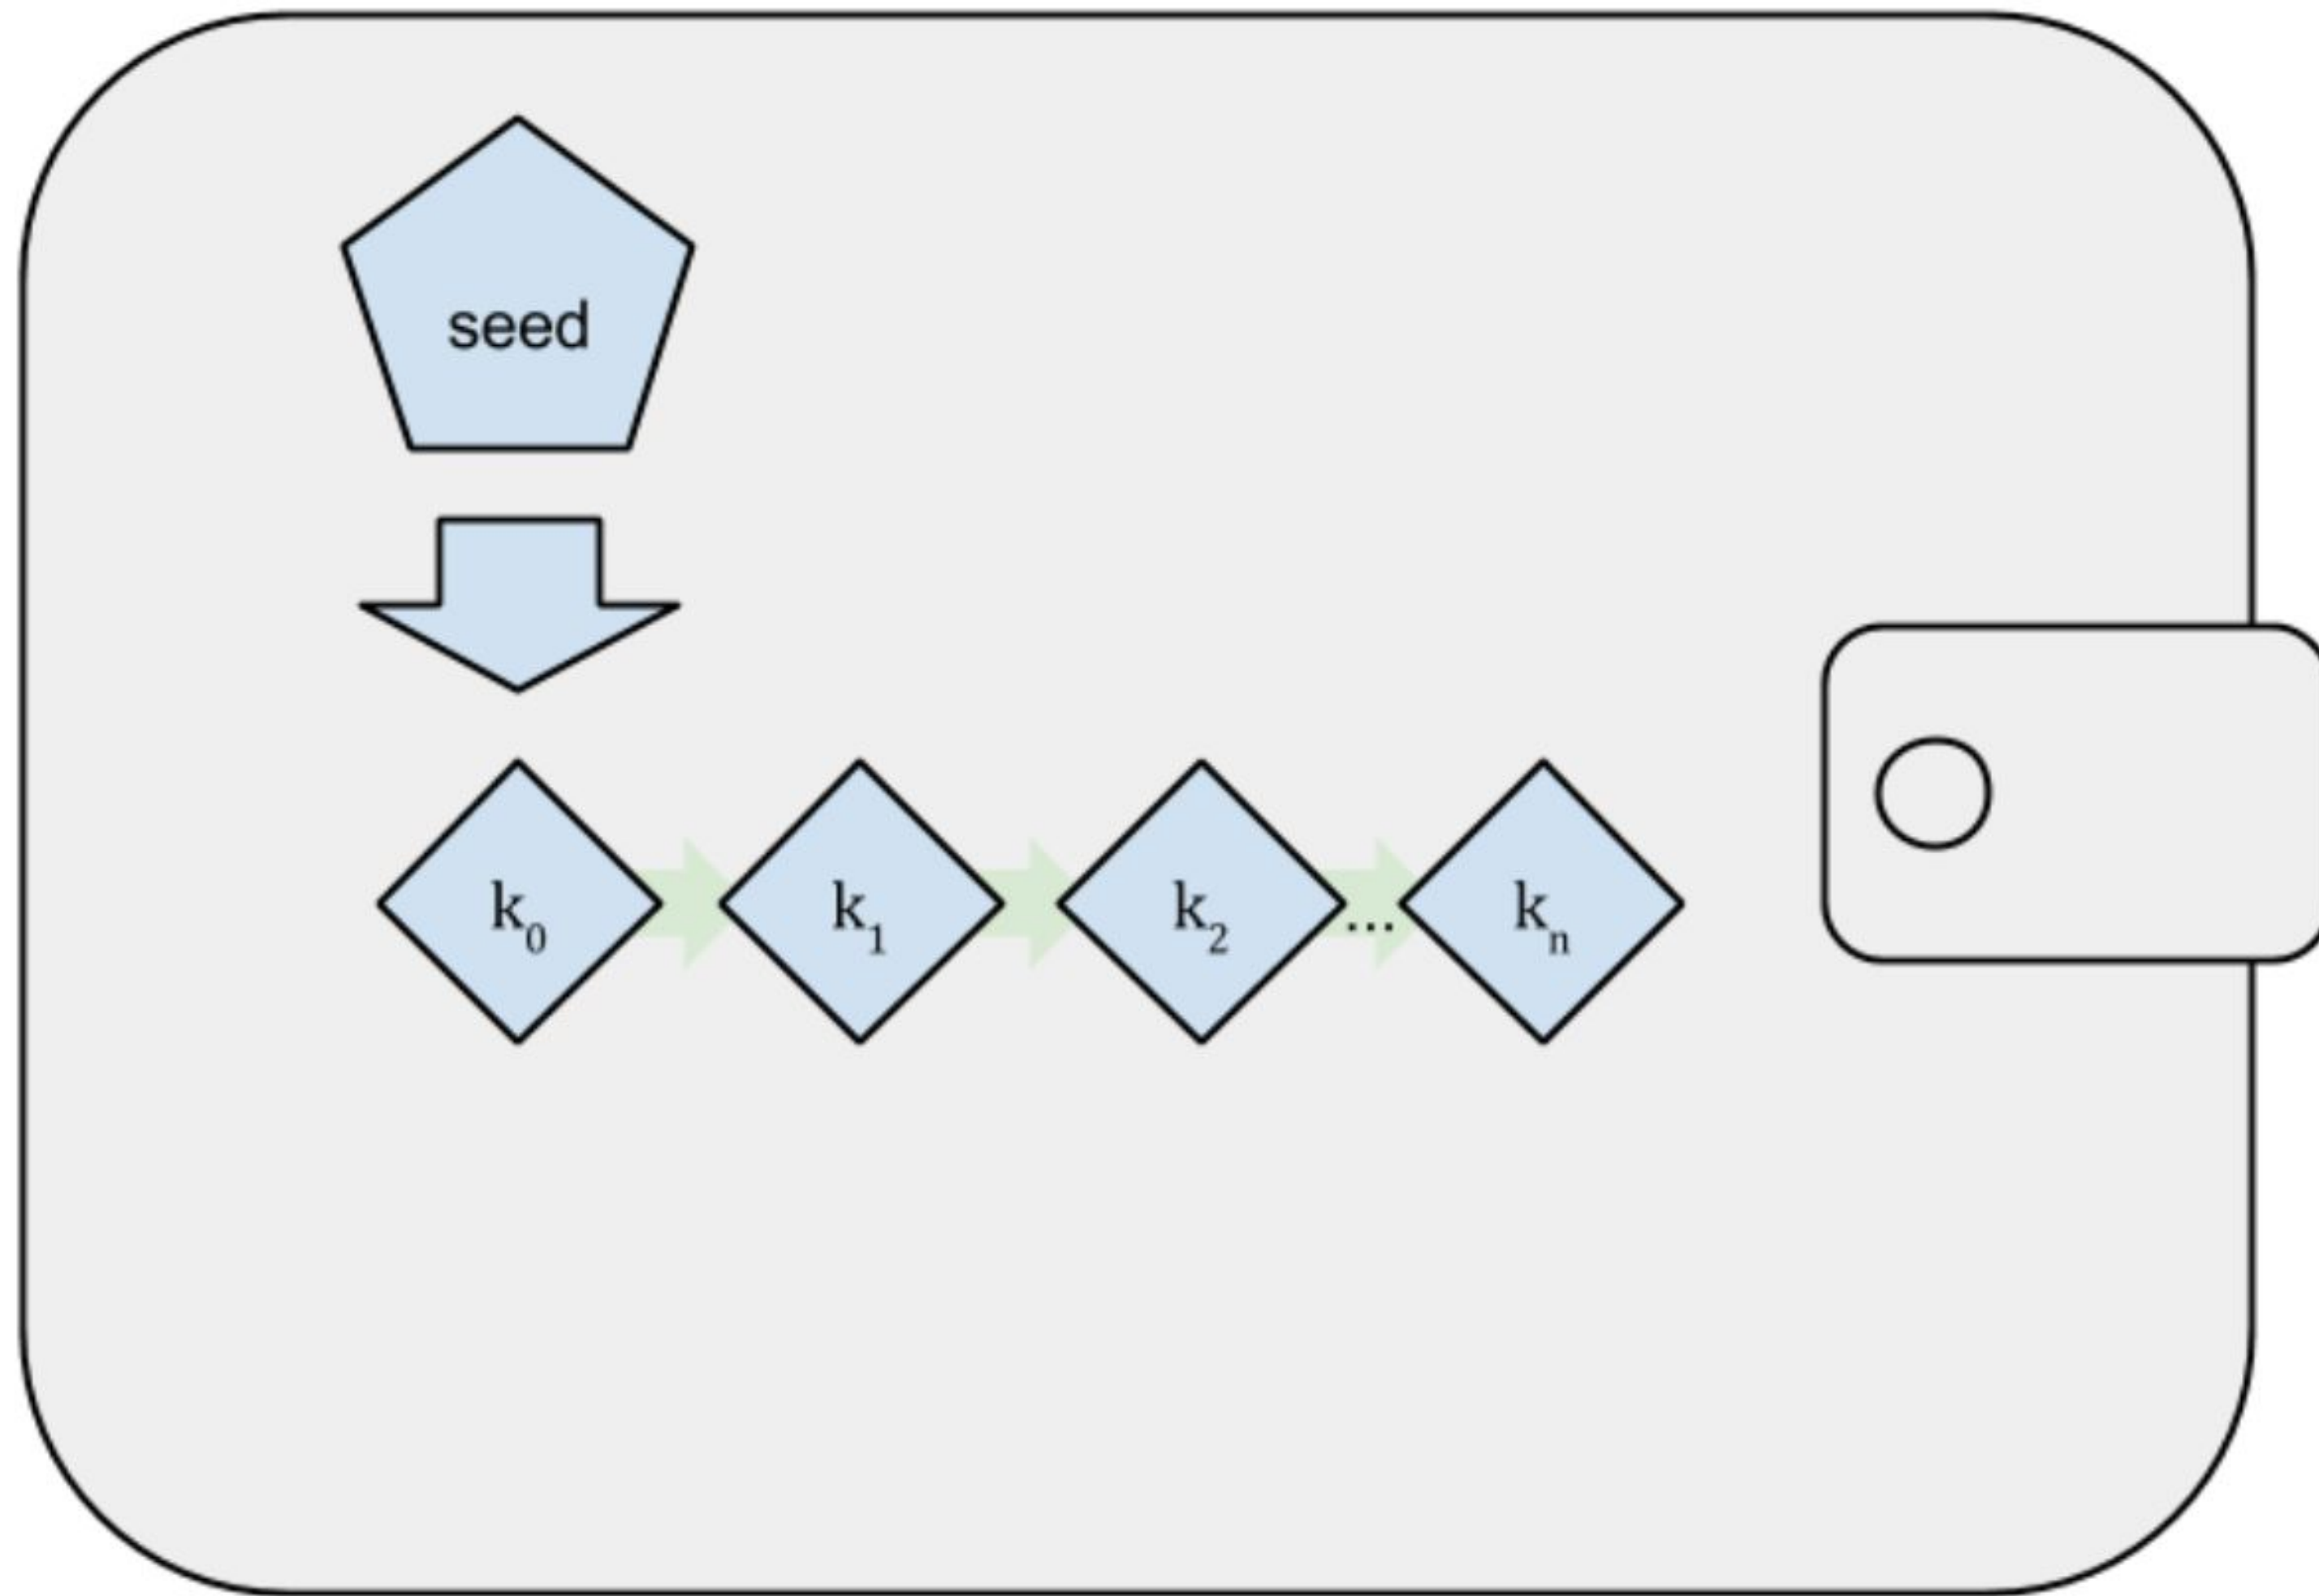 seed
k₀ k₁ k₂ ... kₙ